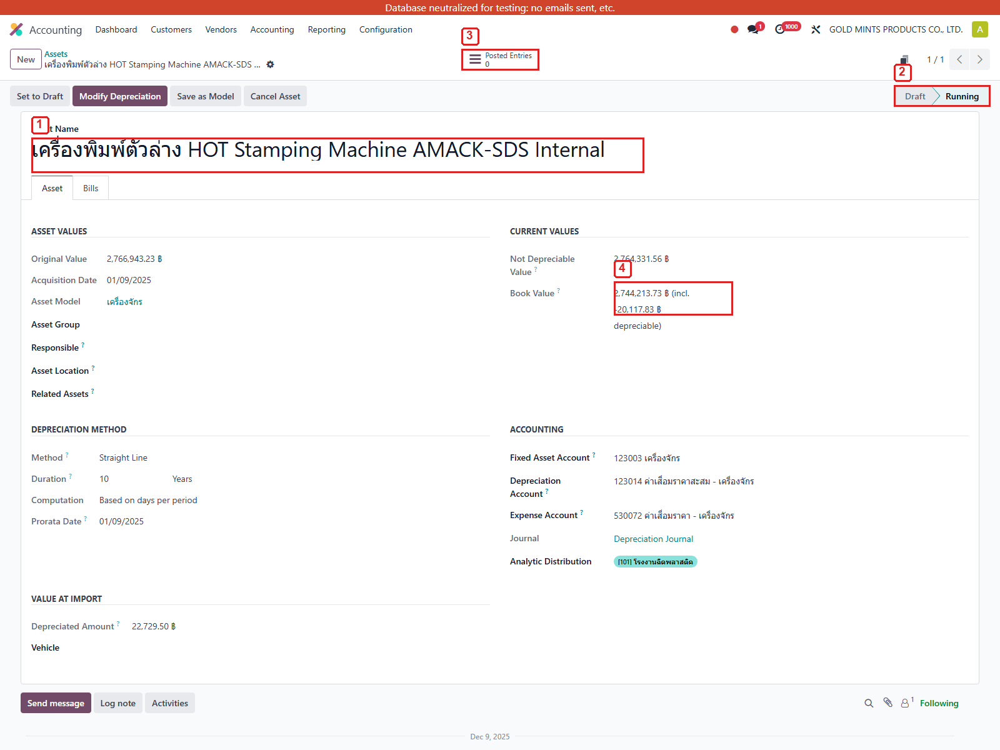 Database neutralized for testing: no emails sent, etc.
Accounting Dashboard Customers Vendors Accounting Reporting Configuration 1 1000 GOLD MINTS PRODUCTS CO., LTD. A
3
New Assets Posted Entries
เครื่องพิมพ์ตัวล่าง HOT Stamping Machine AMACK-SDS ... 0 1 / 1
2
Set to Draft Modify Depreciation Save as Model Cancel Asset Draft Running
1 t Name
เครื่องพิมพ์ตัวล่าง HOT Stamping Machine AMACK-SDS Internal
Asset Bills
ASSET VALUES
Original Value 2,766,943.23 ฿
Acquisition Date 01/09/2025
Asset Model เครื่องจักร
Asset Group
Responsible ?
Asset Location ?
Related Assets ?
CURRENT VALUES
Not Depreciable Value ? 2,764,331.56 ฿
4
Book Value ? 2,744,213.73 ฿ (incl.
-20,117.83 ฿
depreciable)
DEPRECIATION METHOD
Method ? Straight Line
Duration ? 10 Years
Computation Based on days per period
Prorata Date ? 01/09/2025
ACCOUNTING
Fixed Asset Account ? 123003 เครื่องจักร
Depreciation Account ? 123014 ค่าเสื่อมราคาสะสม - เครื่องจักร
Expense Account ? 530072 ค่าเสื่อมราคา - เครื่องจักร
Journal Depreciation Journal
Analytic Distribution [101] โรงงานฉีดพลาสติค
VALUE AT IMPORT
Depreciated Amount ? 22,729.50 ฿
Vehicle
Send message Log note Activities 1 Following
Dec 9, 2025